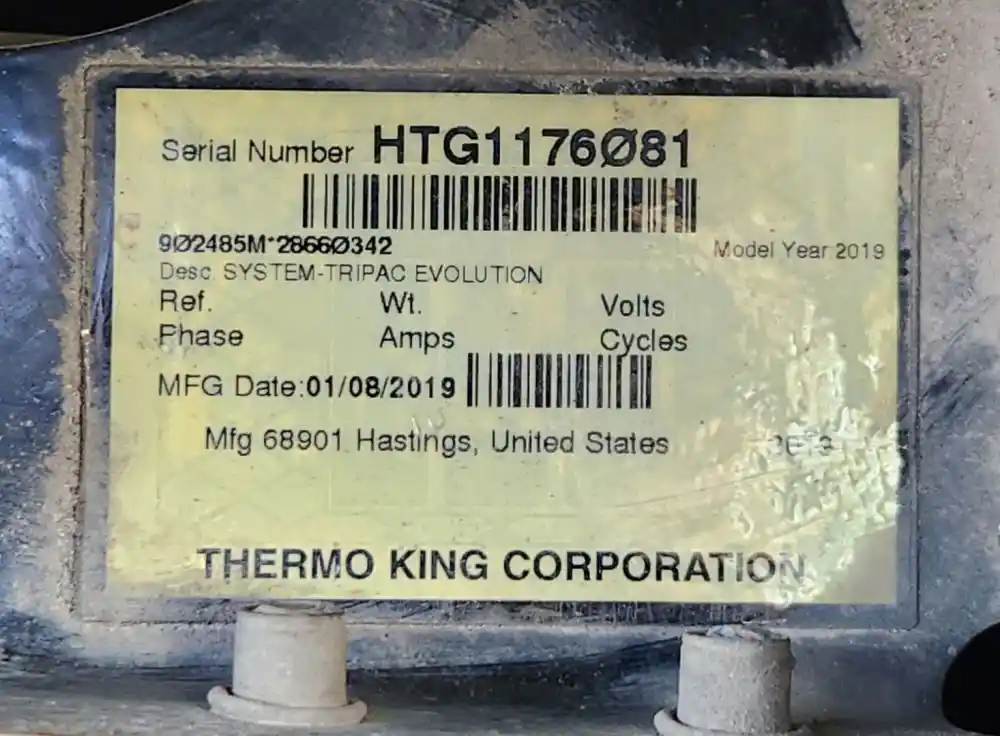 Serial Number HTG1176Ø81
9Ø2485M*2866Ø342 Model Year 2019
Desc. SYSTEM-TRIPAC EVOLUTION
Ref. Wt. Volts
Phase Amps Cycles
MFG Date:01/08/2019
Mfg 68901 Hastings, United States
THERMO KING CORPORATION